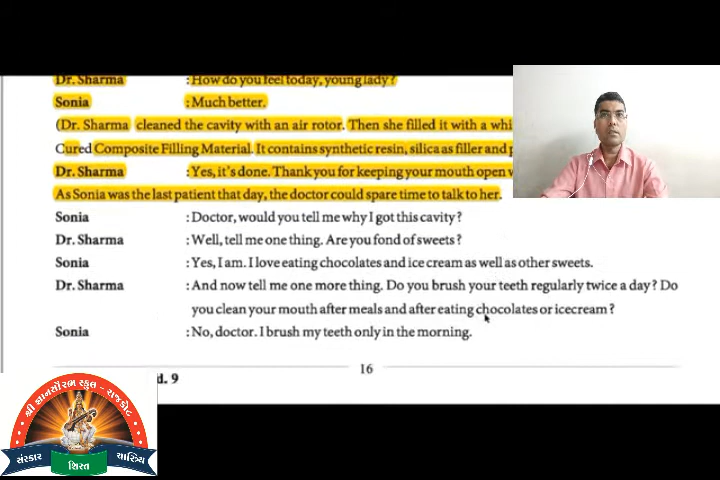 Dr. Sharma : How do you feel today, young lady?
Sonia : Much better.
(Dr. Sharma cleaned the cavity with an air rotor. Then she filled it with a whi
Cured Composite Filling Material. It contains synthetic resin, silica as filler and p
Dr. Sharma : Yes, it's done. Thank you for keeping your mouth open w
As Sonia was the last patient that day, the doctor could spare time to talk to her.
Sonia : Doctor, would you tell me why I got this cavity?
Dr. Sharma : Well, tell me one thing. Are you fond of sweets?
Sonia : Yes, I am. I love eating chocolates and ice cream as well as other sweets.
Dr. Sharma : And now tell me one more thing. Do you brush your teeth regularly twice a day? Do
you clean your mouth after meals and after eating chocolates or icecream?
Sonia : No, doctor. I brush my teeth only in the morning.
16
d. 9
શ્રી જ્ઞાનસૌરભ સ્કુલ - રાજકોટ
સંસ્કાર
શિસ્ત
ચારિત્ર્ય